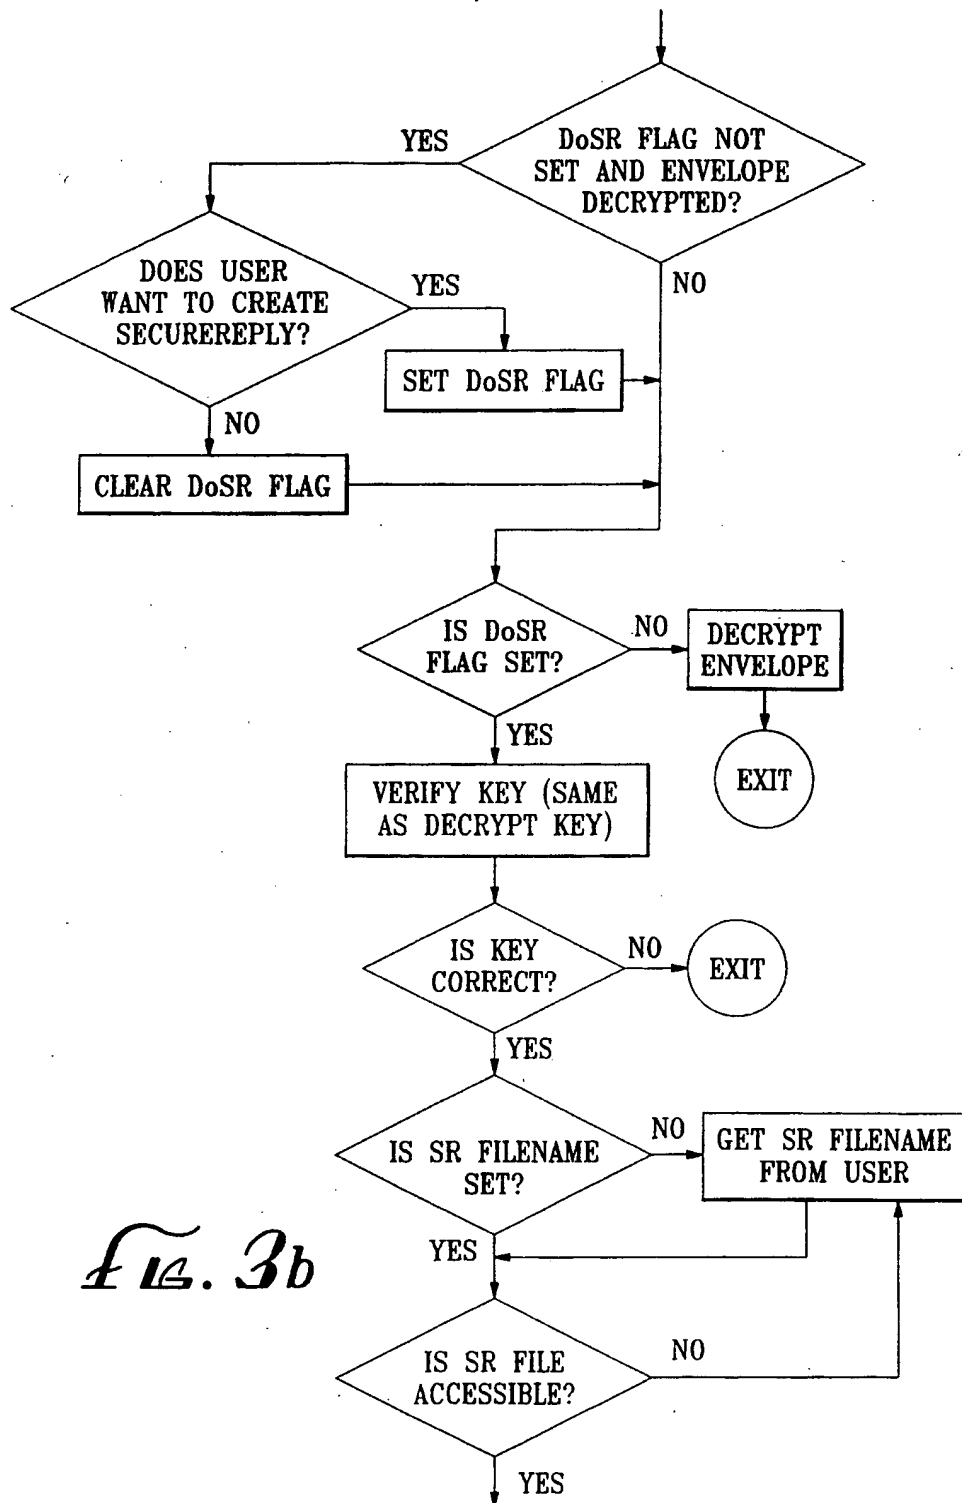 YES
DoSR FLAG NOT
SET AND ENVELOPE
DECRYPTED?
DOES USER
WANT TO CREATE
SECUREREPLY?
YES
NO
SET DoSR FLAG
NO
CLEAR DoSR FLAG
IS DoSR
FLAG SET?
NO
DECRYPT
ENVELOPE
YES
EXIT
VERIFY KEY (SAME
AS DECRYPT KEY)
IS KEY
CORRECT?
NO
EXIT
YES
IS SR FILENAME
SET?
NO
GET SR FILENAME
FROM USER
YES
FIG. 3b
IS SR FILE
ACCESSIBLE?
NO
YES